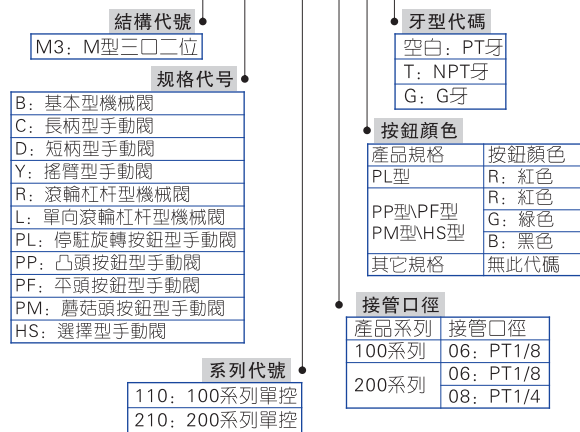 結構代號
M3: M型三口二位
规格代号
B: 基本型機械閥
C: 長柄型手動閥
D: 短柄型手動閥
Y: 搖臂型手動閥
R: 滾輪杠杆型機械閥
L: 單向滾輪杠杆型機械閥
PL: 停駐旋轉按鈕型手動閥
PP: 凸頭按鈕型手動閥
PF: 平頭按鈕型手動閥
PM: 蘑菇頭按鈕型手動閥
HS: 選擇型手動閥
系列代號
110: 100系列單控
210: 200系列單控
牙型代碼
空白: PT牙
T: NPT牙
G: G牙
按鈕顏色
產品規格 按鈕顏色
PL型 R: 紅色
PP型\PF型
PM型\HS型
R: 紅色
G: 綠色
B: 黑色
其它規格 無此代碼
接管口徑
產品系列 接管口徑
100系列 06: PT1/8
200系列 06: PT1/8
08: PT1/4